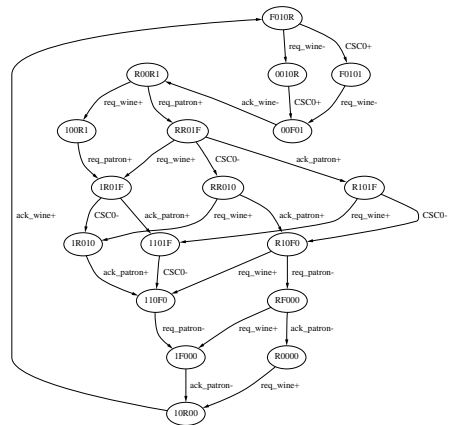 F010R
req_wine-
CSC0+
R00R1
0010R
F0101
req_wine+
req_patron+
ack_wine-
CSC0+
req_wine-
100R1
RR01F
00F01
req_patron+
req_wine+
CSC0-
ack_patron+
1R01F
RR010
R101F
ack_wine+
CSC0-
ack_patron+
req_wine+
ack_patron+
req_wine+
CSC0-
1R010
1101F
R10F0
ack_patron+
CSC0-
req_wine+
req_patron-
110F0
RF000
req_patron-
req_wine+
ack_patron-
1F000
R0000
ack_patron-
req_wine+
10R00